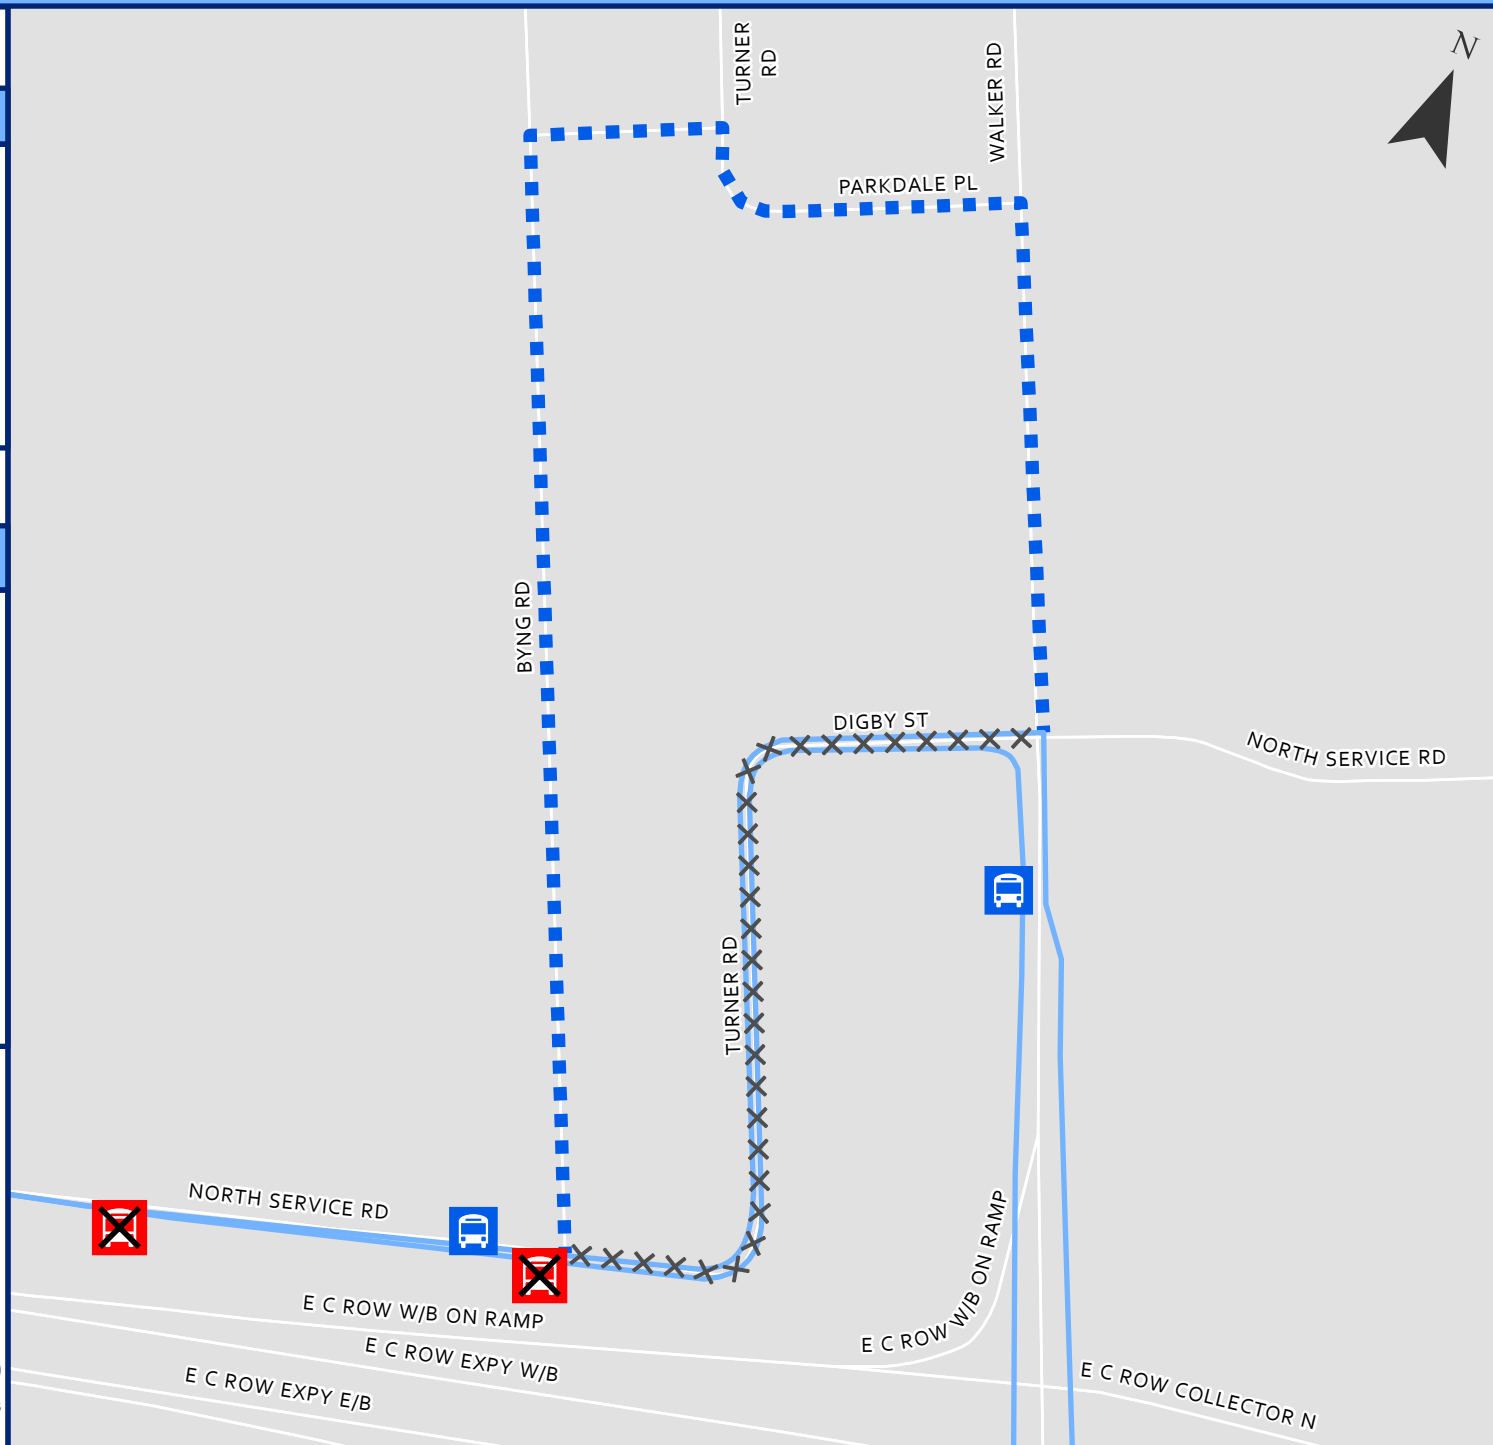 N
TURNER
RD
WALKER RD
PARKDALE PL
BYNG RD
DIGBY ST
NORTH SERVICE RD
TURNER RD
NORTH SERVICE RD
E C ROW W/B ON RAMP
E C ROW W/B ON RAMP
E C ROW EXPY W/B
E C ROW EXPY E/B
E C ROW COLLECTOR N